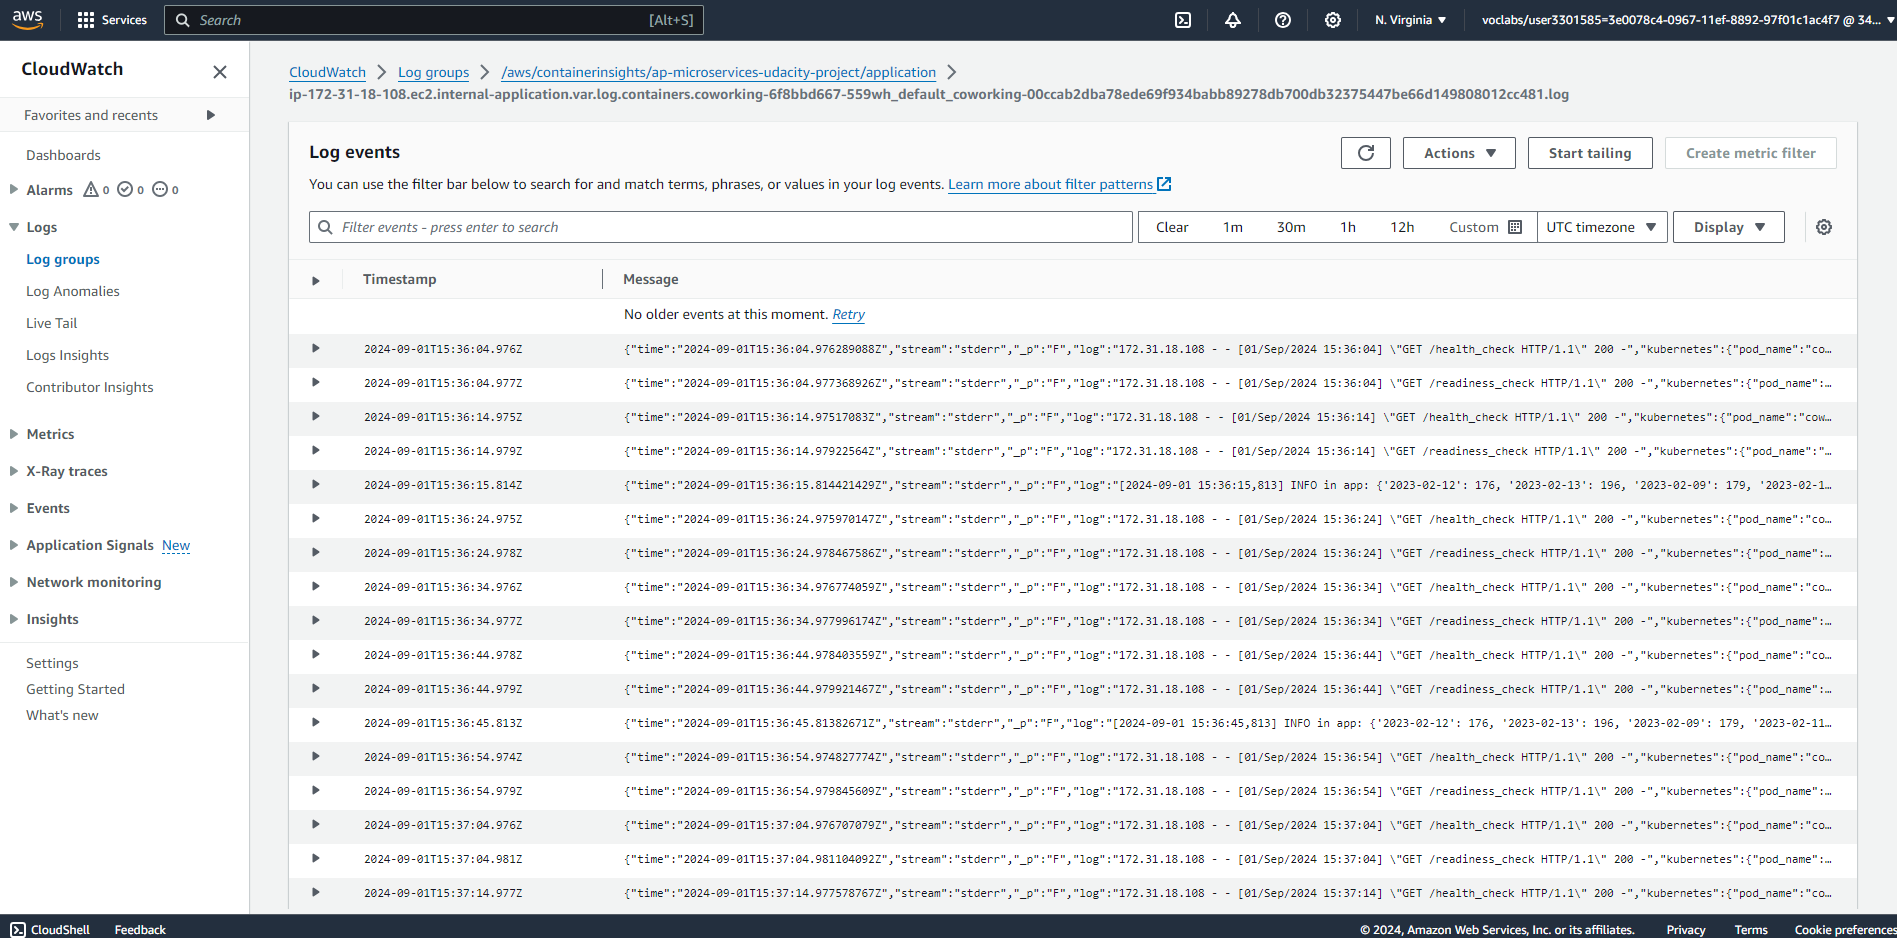 aws Services Search [Alt+S] N. Virginia voclabs/user3301585=3e0078c4-0967-11ef-8892-97f01c1ac4f7 @ 34...
CloudWatch
Favorites and recents
Dashboards
Alarms 0 0 0
Logs
Log groups
Log Anomalies
Live Tail
Logs Insights
Contributor Insights
Metrics
X-Ray traces
Events
Application Signals New
Network monitoring
Insights
Settings
Getting Started
What's new
CloudWatch Log groups /aws/containerinsights/ap-microservices-udacity-project/application
ip-172-31-18-108.ec2.internal-application.var.log.containers.coworking-6f8bbd667-559wh_default_coworking-00ccab2dba78ede69f934babb89278db700db32375447be66d149808012cc481.log
Log events
Actions Start tailing Create metric filter
You can use the filter bar below to search for and match terms, phrases, or values in your log events. Learn more about filter patterns
Filter events - press enter to search Clear 1m 30m 1h 12h Custom UTC timezone Display
Timestamp Message
No older events at this moment. Retry
2024-09-01T15:36:04.976Z {"time":"2024-09-01T15:36:04.976289088Z","stream":"stderr","_p":"F","log":"172.31.18.108 - - [01/Sep/2024 15:36:04] \"GET /health_check HTTP/1.1\" 200 -","kubernetes":{"pod_name":"co…
2024-09-01T15:36:04.977Z {"time":"2024-09-01T15:36:04.977368926Z","stream":"stderr","_p":"F","log":"172.31.18.108 - - [01/Sep/2024 15:36:04] \"GET /readiness_check HTTP/1.1\" 200 -","kubernetes":{"pod_name":…
2024-09-01T15:36:14.975Z {"time":"2024-09-01T15:36:14.97517083Z","stream":"stderr","_p":"F","log":"172.31.18.108 - - [01/Sep/2024 15:36:14] \"GET /health_check HTTP/1.1\" 200 -","kubernetes":{"pod_name":"cow…
2024-09-01T15:36:14.979Z {"time":"2024-09-01T15:36:14.97922564Z","stream":"stderr","_p":"F","log":"172.31.18.108 - - [01/Sep/2024 15:36:14] \"GET /readiness_check HTTP/1.1\" 200 -","kubernetes":{"pod_name":"…
2024-09-01T15:36:15.814Z {"time":"2024-09-01T15:36:15.814421429Z","stream":"stderr","_p":"F","log":"[2024-09-01 15:36:15,813] INFO in app: {'2023-02-12': 176, '2023-02-13': 196, '2023-02-09': 179, '2023-02-1…
2024-09-01T15:36:24.975Z {"time":"2024-09-01T15:36:24.975970147Z","stream":"stderr","_p":"F","log":"172.31.18.108 - - [01/Sep/2024 15:36:24] \"GET /health_check HTTP/1.1\" 200 -","kubernetes":{"pod_name":"co…
2024-09-01T15:36:24.978Z {"time":"2024-09-01T15:36:24.978467586Z","stream":"stderr","_p":"F","log":"172.31.18.108 - - [01/Sep/2024 15:36:24] \"GET /readiness_check HTTP/1.1\" 200 -","kubernetes":{"pod_name":…
2024-09-01T15:36:34.976Z {"time":"2024-09-01T15:36:34.976774059Z","stream":"stderr","_p":"F","log":"172.31.18.108 - - [01/Sep/2024 15:36:34] \"GET /health_check HTTP/1.1\" 200 -","kubernetes":{"pod_name":"co…
2024-09-01T15:36:34.977Z {"time":"2024-09-01T15:36:34.977996174Z","stream":"stderr","_p":"F","log":"172.31.18.108 - - [01/Sep/2024 15:36:34] \"GET /readiness_check HTTP/1.1\" 200 -","kubernetes":{"pod_name":…
2024-09-01T15:36:44.978Z {"time":"2024-09-01T15:36:44.978403559Z","stream":"stderr","_p":"F","log":"172.31.18.108 - - [01/Sep/2024 15:36:44] \"GET /health_check HTTP/1.1\" 200 -","kubernetes":{"pod_name":"co…
2024-09-01T15:36:44.979Z {"time":"2024-09-01T15:36:44.979921467Z","stream":"stderr","_p":"F","log":"172.31.18.108 - - [01/Sep/2024 15:36:44] \"GET /readiness_check HTTP/1.1\" 200 -","kubernetes":{"pod_name":…
2024-09-01T15:36:45.813Z {"time":"2024-09-01T15:36:45.81382671Z","stream":"stderr","_p":"F","log":"[2024-09-01 15:36:45,813] INFO in app: {'2023-02-12': 176, '2023-02-13': 196, '2023-02-09': 179, '2023-02-11…
2024-09-01T15:36:54.974Z {"time":"2024-09-01T15:36:54.974827774Z","stream":"stderr","_p":"F","log":"172.31.18.108 - - [01/Sep/2024 15:36:54] \"GET /health_check HTTP/1.1\" 200 -","kubernetes":{"pod_name":"co…
2024-09-01T15:36:54.979Z {"time":"2024-09-01T15:36:54.979845609Z","stream":"stderr","_p":"F","log":"172.31.18.108 - - [01/Sep/2024 15:36:54] \"GET /readiness_check HTTP/1.1\" 200 -","kubernetes":{"pod_name":…
2024-09-01T15:37:04.976Z {"time":"2024-09-01T15:37:04.976707079Z","stream":"stderr","_p":"F","log":"172.31.18.108 - - [01/Sep/2024 15:37:04] \"GET /health_check HTTP/1.1\" 200 -","kubernetes":{"pod_name":"co…
2024-09-01T15:37:04.981Z {"time":"2024-09-01T15:37:04.981104092Z","stream":"stderr","_p":"F","log":"172.31.18.108 - - [01/Sep/2024 15:37:04] \"GET /readiness_check HTTP/1.1\" 200 -","kubernetes":{"pod_name":…
2024-09-01T15:37:14.977Z {"time":"2024-09-01T15:37:14.977578767Z","stream":"stderr","_p":"F","log":"172.31.18.108 - - [01/Sep/2024 15:37:14] \"GET /health_check HTTP/1.1\" 200 -","kubernetes":{"pod_name":"co…
CloudShell Feedback © 2024, Amazon Web Services, Inc. or its affiliates. Privacy Terms Cookie preferences